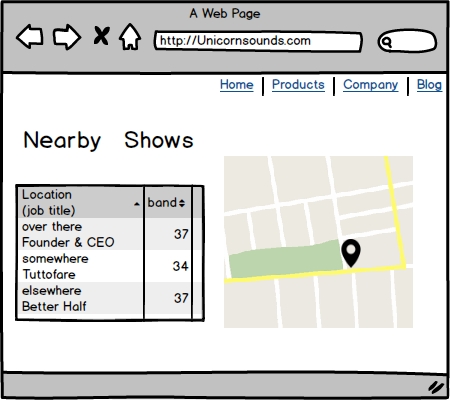 A Web Page
http://Unicornsounds.com
Home Products Company Blog
Nearby Shows
Location
(job title)
band
over there
Founder & CEO
37
somewhere
Tuttofare
34
elsewhere
Better Half
37